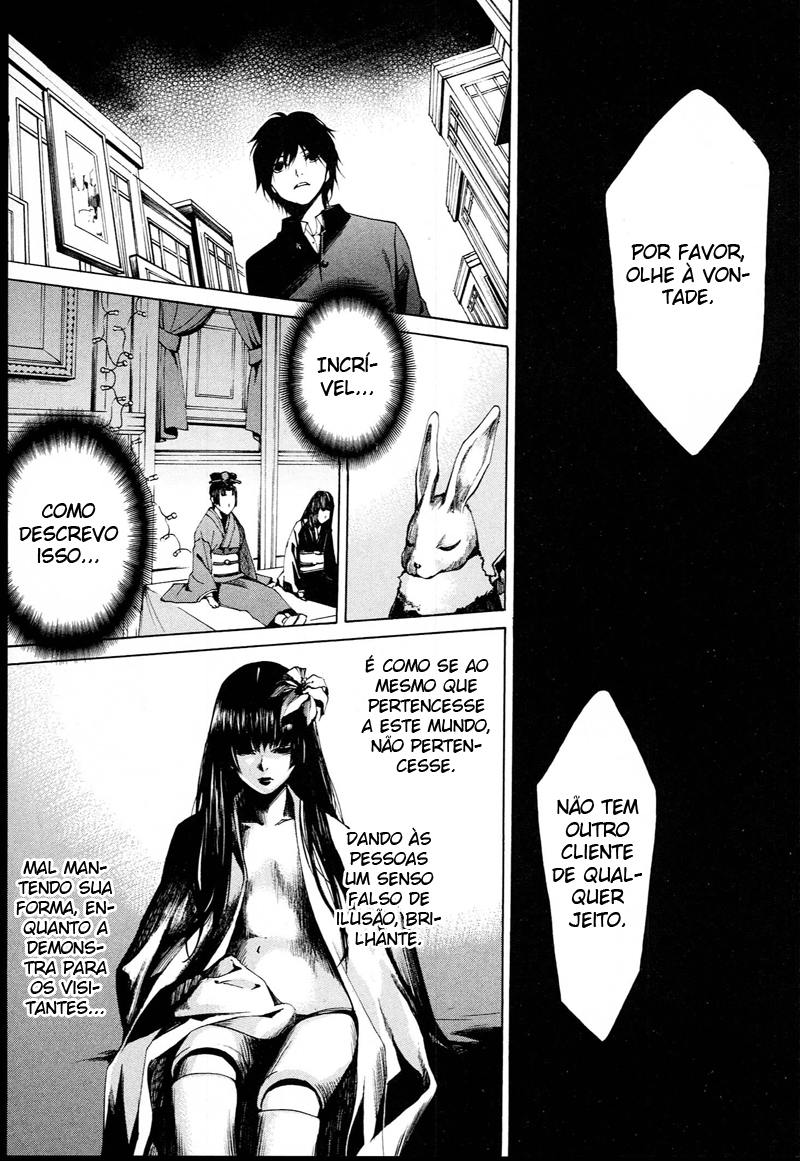 POR FAVOR,
OLHE À VON-
TADE.
NÃO TEM
OUTRO
CLIENTE
DE QUAL-
QUER
JEITO.
INCRÍ-
VEL...
COMO
DESCREVO
ISSO...
É COMO SE AO
MESMO QUE
PERTENCESSE
A ESTE MUNDO,
NÃO PERTEN-
CESSE.
DANDO ÀS
PESSOAS
UM SENSO
FALSO DE
ILUSÃO, BRI-
LHANTE.
MAL MAN-
TENDO SUA
FORMA, EN-
QUANTO A
DEMONS-
TRA PARA
OS VISI-
TANTES...